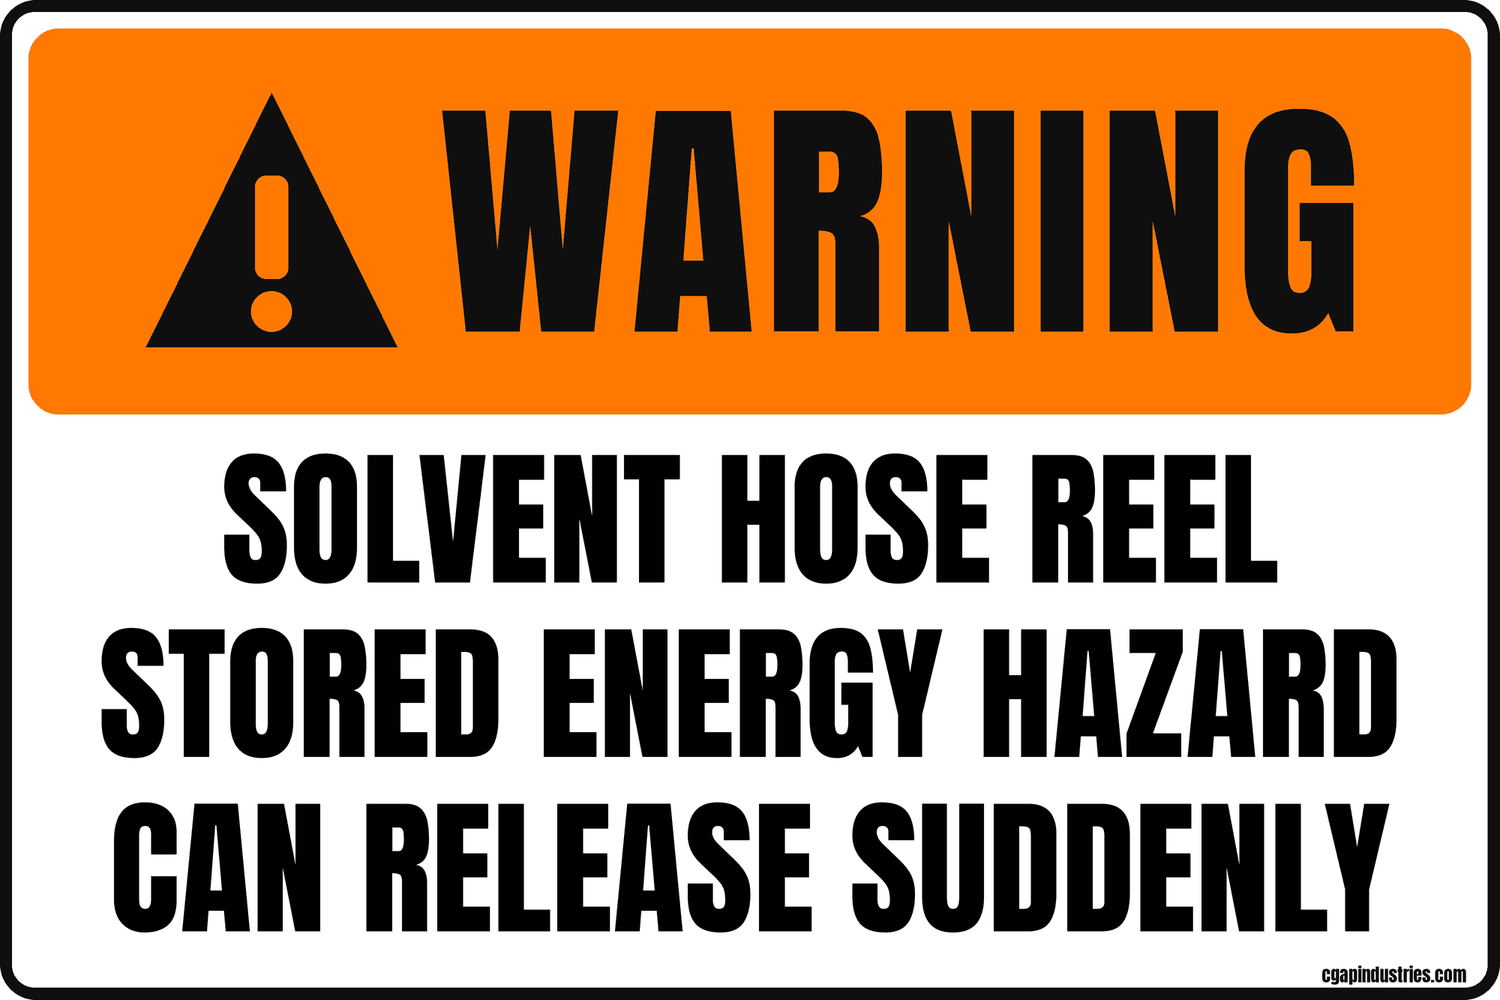 WARNING
SOLVENT HOSE REEL
STORED ENERGY HAZARD
CAN RELEASE SUDDENLY
cgapindustries.com